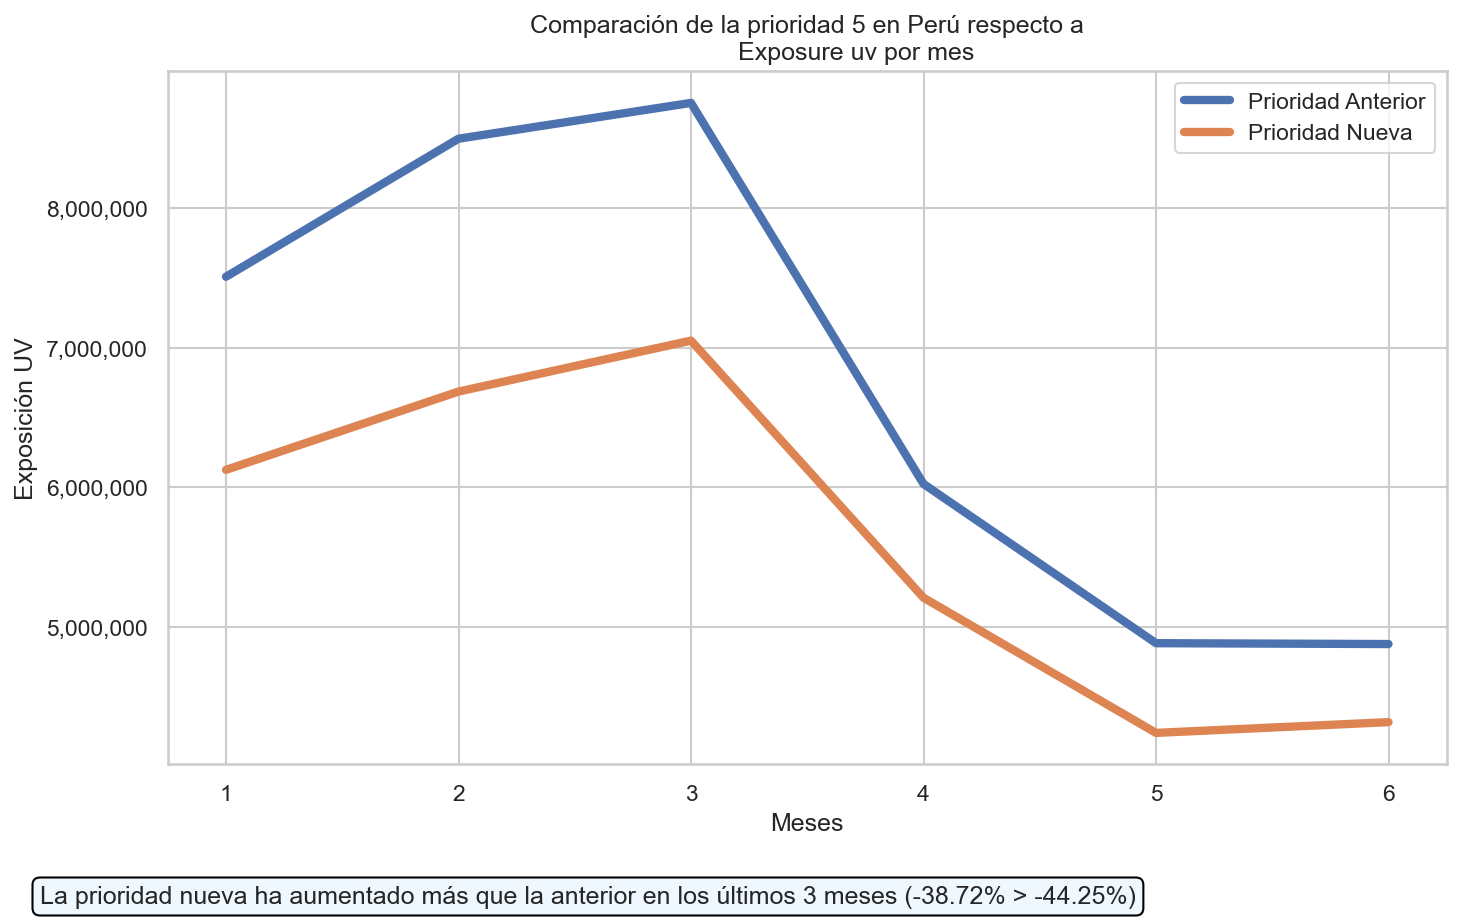 Comparación de la prioridad 5 en Perú respecto a
Exposure uv por mes
Prioridad Anterior
Prioridad Nueva
Exposición UV
8,000,000
7,000,000
6,000,000
5,000,000
1 2 3 4 5 6
Meses
La prioridad nueva ha aumentado más que la anterior en los últimos 3 meses (-38.72% > -44.25%)